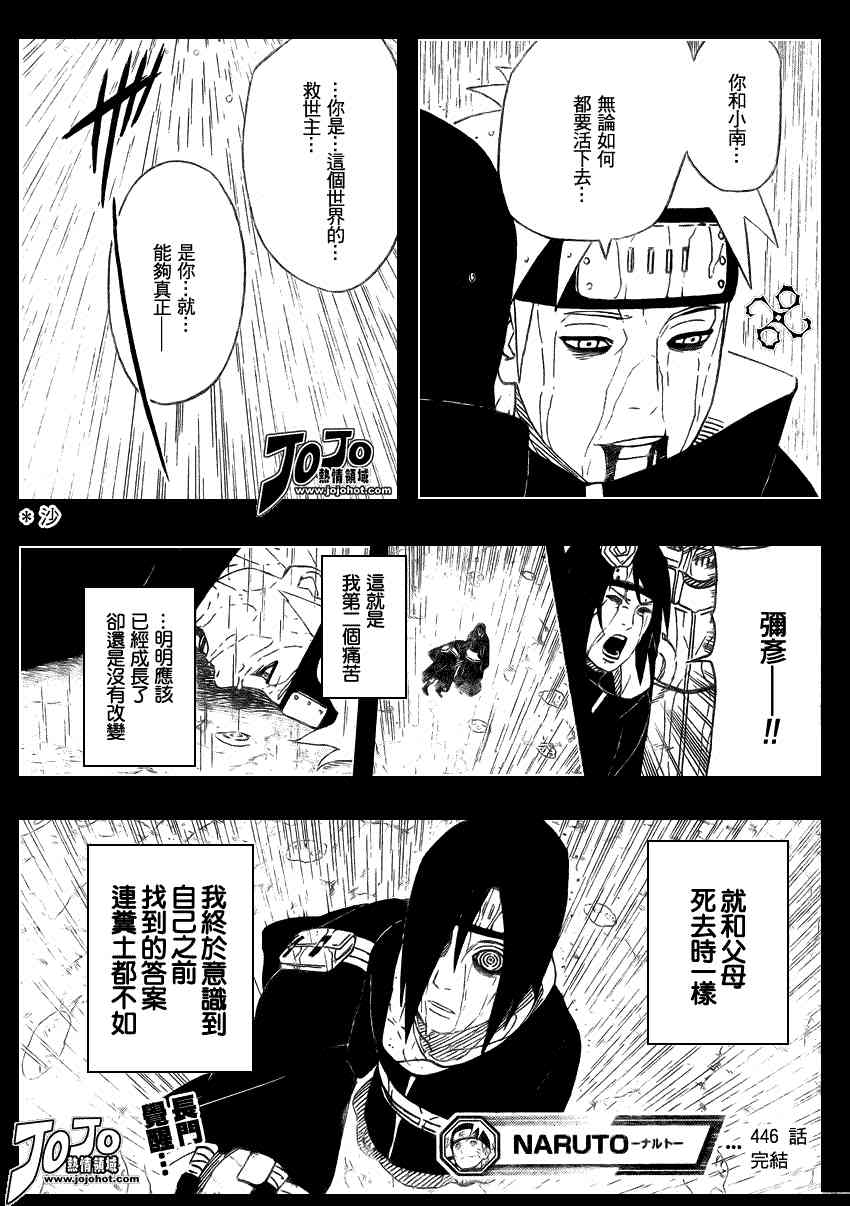 你和小南…
無論如何
都要活下去…
…你是…這個世界的…
救世主…
是你…就…
能夠真正—
JOJO
熱情領域
www.jojohot.com
*沙
彌彥—!!
這就是
我第二個痛苦
…明明應該
已經成長了
卻還是沒有改變
就和父母
死去時一樣
我終於意識到
自己之前
找到的答案
連糞土都不如
長門
覺醒…
NARUTO -ナルト-
… 446 話
完結
JOJO
熱情領域
www.jojohot.com